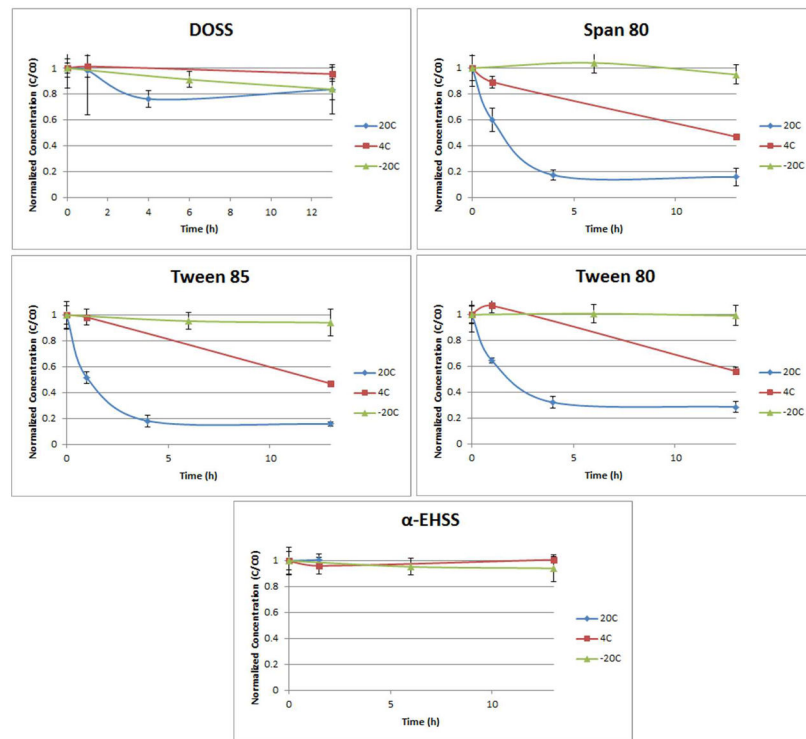 DOSS
Normalized Concentration (C/C0)
1
0.8
0.6
0.4
0.2
0
0 2 4 6 8 10 12
Time (h)
20C
4C
-20C
Span 80
Normalized Concentration (C/C0)
1
0.8
0.6
0.4
0.2
0
0 5 10
Time (h)
20C
4C
-20C
Tween 85
Normalized Concentration (C/C0)
1
0.8
0.6
0.4
0.2
0
0 5 10
Time (h)
20C
4C
-20C
Tween 80
Normalized Concentration (C/C0)
1
0.8
0.6
0.4
0.2
0
0 5 10
Time (h)
20C
4C
-20C
α-EHSS
Normalized Concentration (C/C0)
1
0.8
0.6
0.4
0.2
0
0 5 10
Time (h)
20C
4C
-20C